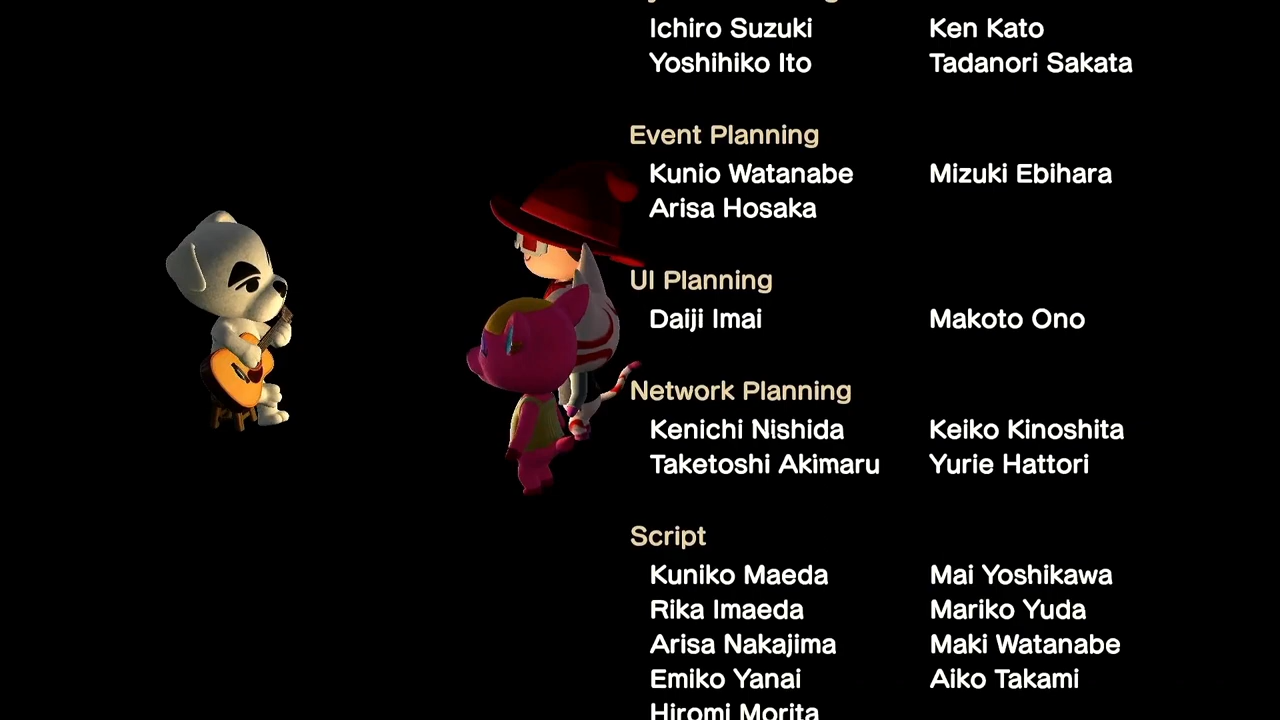 Ichiro Suzuki Ken Kato
Yoshihiko Ito Tadanori Sakata
Event Planning
Kunio Watanabe Mizuki Ebihara
Arisa Hosaka
UI Planning
Daiji Imai Makoto Ono
Network Planning
Kenichi Nishida Keiko Kinoshita
Taketoshi Akimaru Yurie Hattori
Script
Kuniko Maeda Mai Yoshikawa
Rika Imaeda Mariko Yuda
Arisa Nakajima Maki Watanabe
Emiko Yanai Aiko Takami
Hiromi Morita